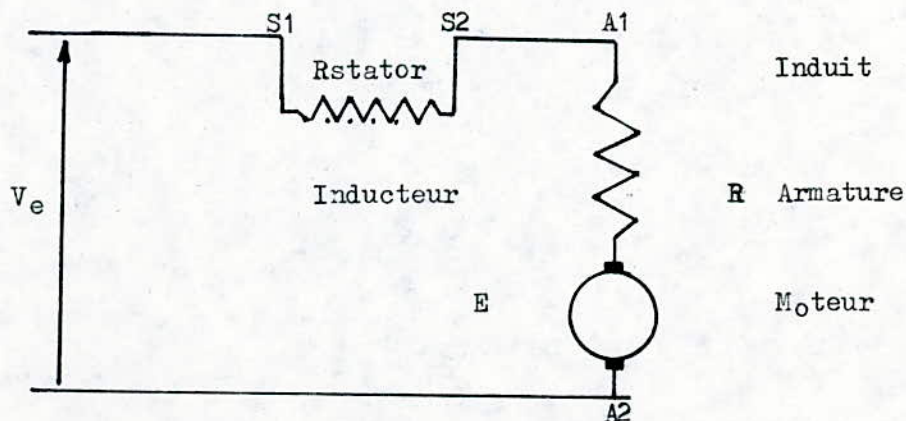 S1 S2 A1
Rstator Induit
Ve Inducteur R Armature
E Moteur
A2